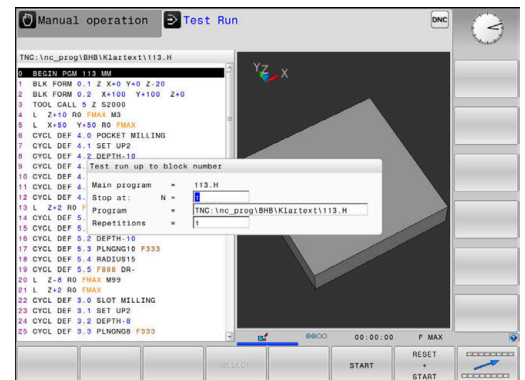 Manual operation
Test Run
DNC
TNC:\nc_prog\BHB\Klartext\113.H
0 BEGIN PGM 113 MM
1 BLK FORM 0.1 Z X+0 Y+0 Z-20
2 BLK FORM 0.2 X+100 Y+100 Z+0
3 TOOL CALL 5 Z S2000
4 L Z+10 R0 FMAX M3
5 L X+50 Y+50 R0 FMAX
6 CYCL DEF 4.0 POCKET MILLING
7 CYCL DEF 4.1 SET UP2
8 CYCL DEF 4.2 DEPTH-10
9 CYCL DEF 4.
10 CYCL DEF 4.
11 CYCL DEF 4.
12 CYCL DEF 4.
13 L Z+2 R0 F
14 CYCL DEF 5.
15 CYCL DEF 5.
16 CYCL DEF 5.2 DEPTH-10
17 CYCL DEF 5.3 PLNGNG10 F333
18 CYCL DEF 5.4 RADIUS15
19 CYCL DEF 5.5 F888 DR-
20 L Z-8 R0 FMAX M99
21 L Z+2 R0 FMAX
22 CYCL DEF 3.0 SLOT MILLING
23 CYCL DEF 3.1 SET UP2
24 CYCL DEF 3.2 DEPTH-8
25 CYCL DEF 3.3 PLNGNG8 F333
Y Z X
Test run up to block number
Main program = 113.H
Stop at: N = 1
Program = TNC:\nc_prog\BHB\Klartext\113.H
Repetitions = 1
00:00:00 F MAX
SELECT
START
RESET
+
START